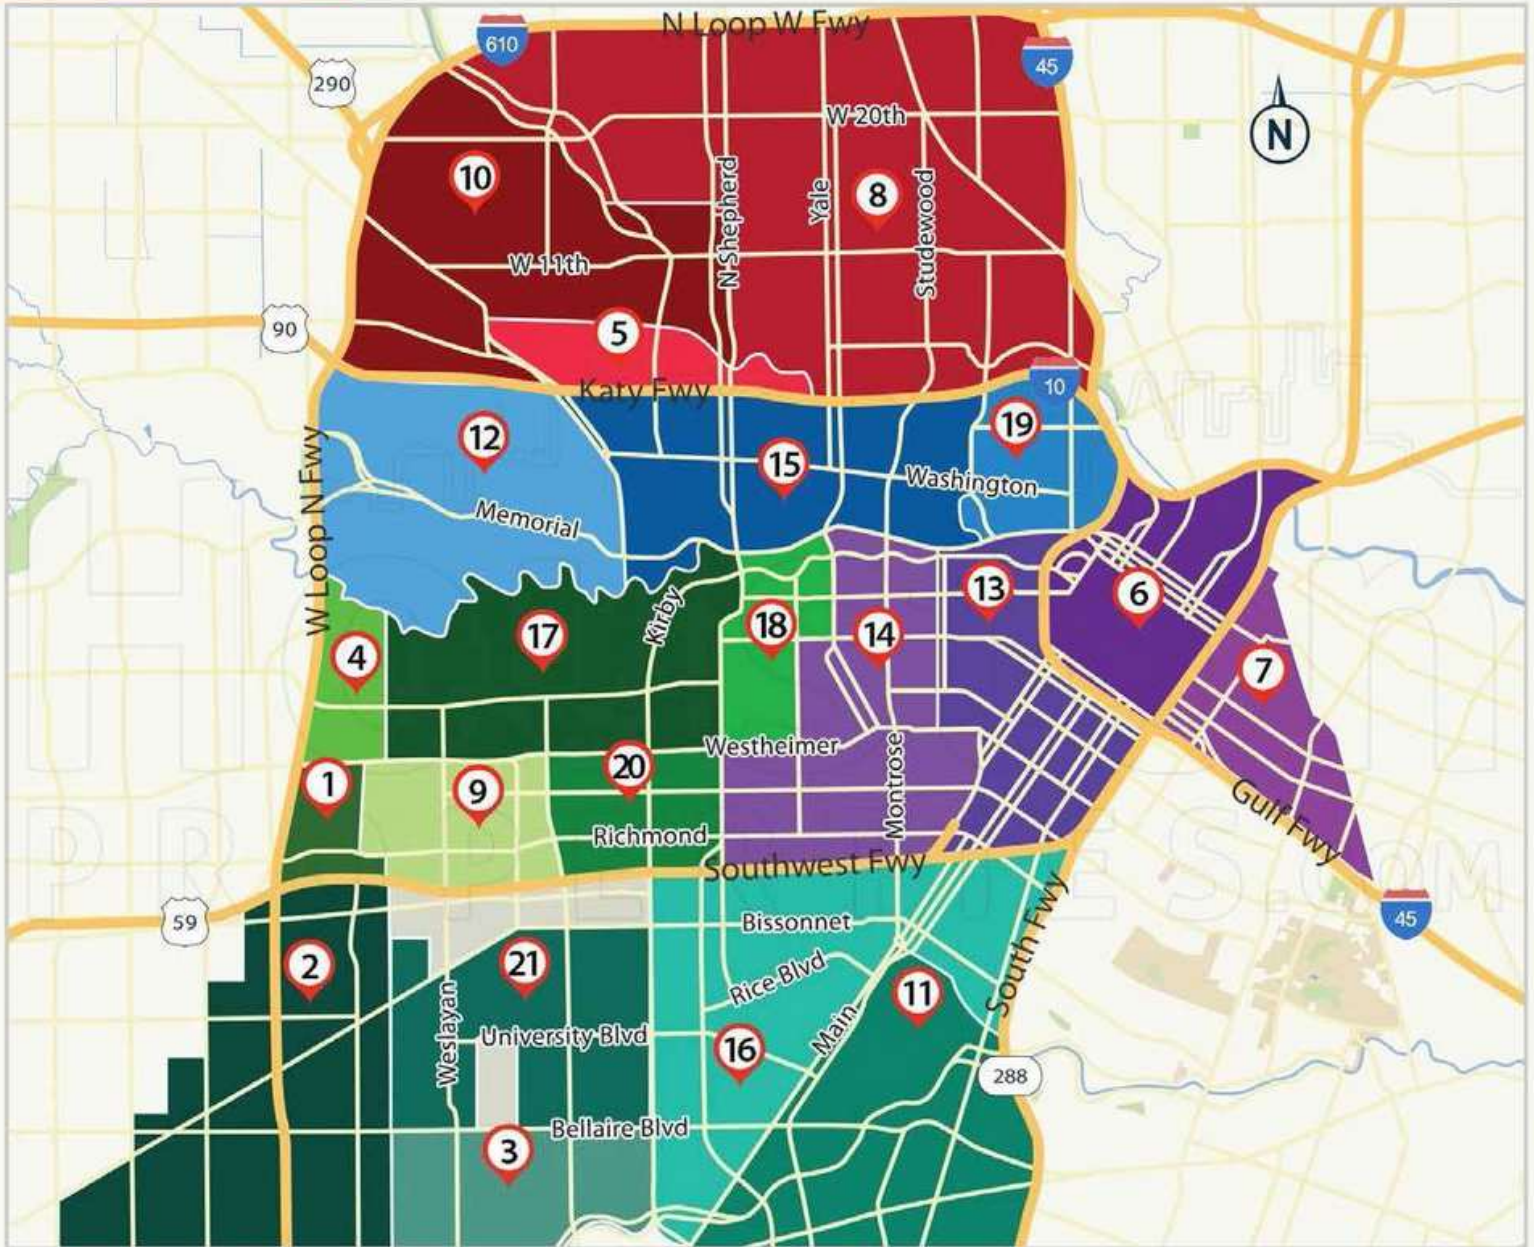 N Loop W Fwy
610
45
290
W 20th
N
10
8
N Shepherd
Yale
Studewood
W 11th
90
5
Katy Fwy
10
12
19
15
Washington
W Loop N Fwy
Memorial
13
6
Kirby
18
17
14
4
7
Westheimer
20
1
9
Montrose
Gulf Fwy
Richmond
Southwest Fwy
59
45
Bissonnet
South Fwy
2
21
Rice Blvd
11
Weslayan
University Blvd
Main
16
288
Bellaire Blvd
3